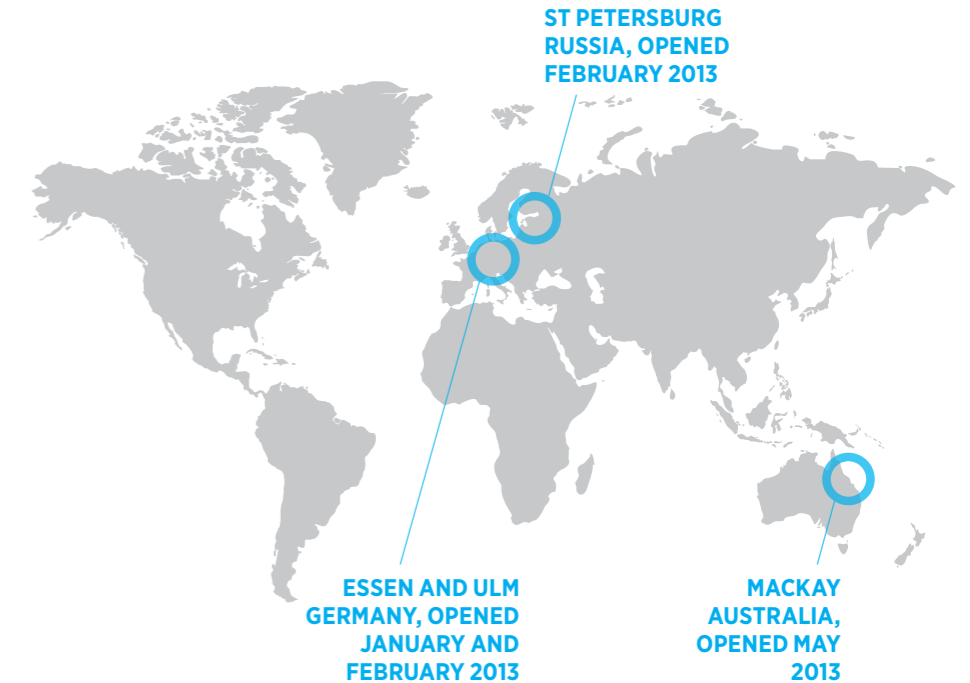 ST PETERSBURG
RUSSIA, OPENED
FEBRUARY 2013
ESSEN AND ULM
GERMANY, OPENED
JANUARY AND
FEBRUARY 2013
MACKAY
AUSTRALIA,
OPENED MAY
2013